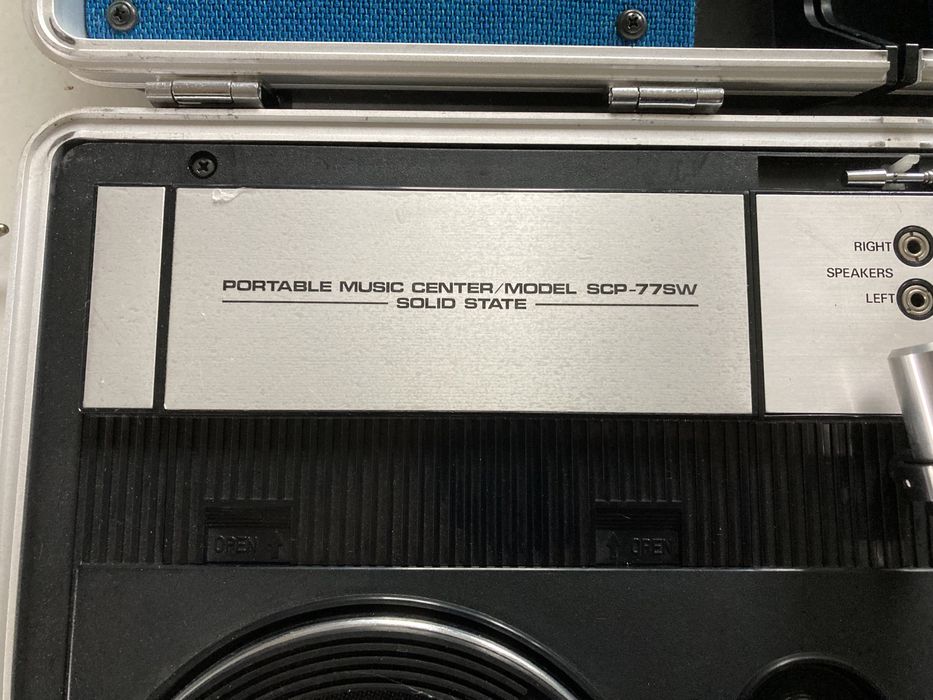 PORTABLE MUSIC CENTER/MODEL SCP-77SW
SOLID STATE
RIGHT
SPEAKERS
LEFT
OPEN ↑
↑ OPEN